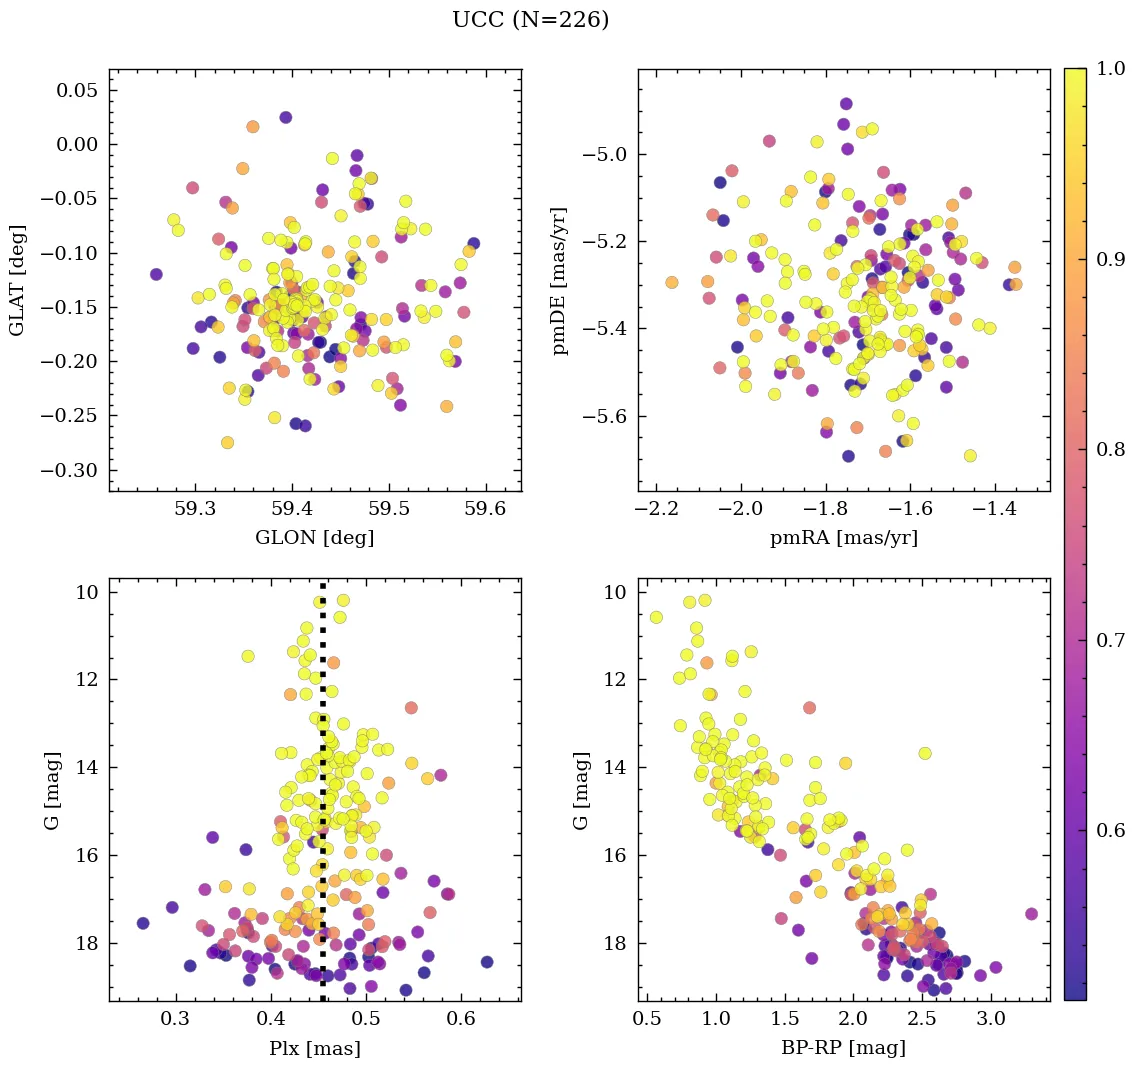 UCC (N=226)
0.05
0.00
−0.05
−0.10
−0.15
−0.20
−0.25
−0.30
GLAT [deg]
59.3 59.4 59.5 59.6
GLON [deg]
−5.0
−5.2
−5.4
−5.6
pmDE [mas/yr]
−2.2 −2.0 −1.8 −1.6 −1.4
pmRA [mas/yr]
1.0
0.9
0.8
0.7
0.6
10
12
14
16
18
G [mag]
0.3 0.4 0.5 0.6
Plx [mas]
10
12
14
16
18
G [mag]
0.5 1.0 1.5 2.0 2.5 3.0
BP-RP [mag]